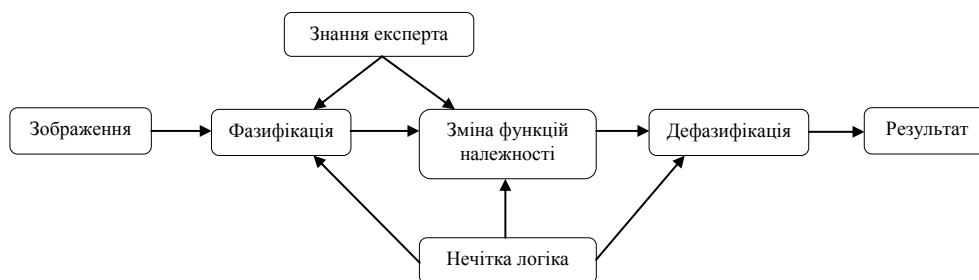 Знання експерта
Зображення
Фазифікація
Зміна функцій
належності
Дефазифікація
Результат
Нечітка логіка